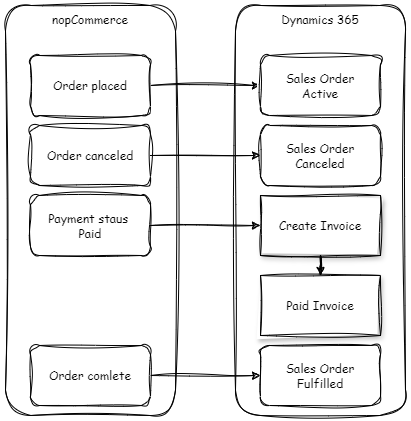 nopCommerce
Dynamics 365
Order placed
Sales Order
Active
Order canceled
Sales Order
Canceled
Payment staus
Paid
Create Invoice
Paid Invoice
Order comlete
Sales Order
Fulfilled